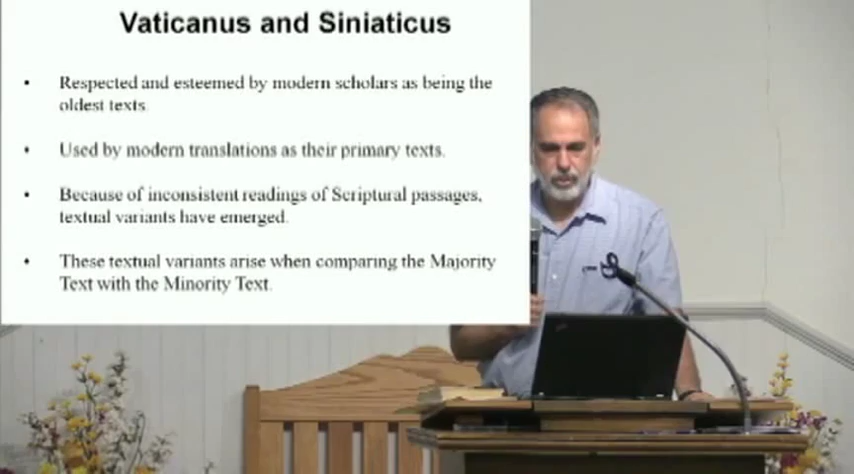 Vaticanus and Siniaticus
• Respected and esteemed by modern scholars as being the
oldest texts.
• Used by modern translations as their primary texts.
• Because of inconsistent readings of Scriptural passages,
textual variants have emerged.
• These textual variants arise when comparing the Majority
Text with the Minority Text.